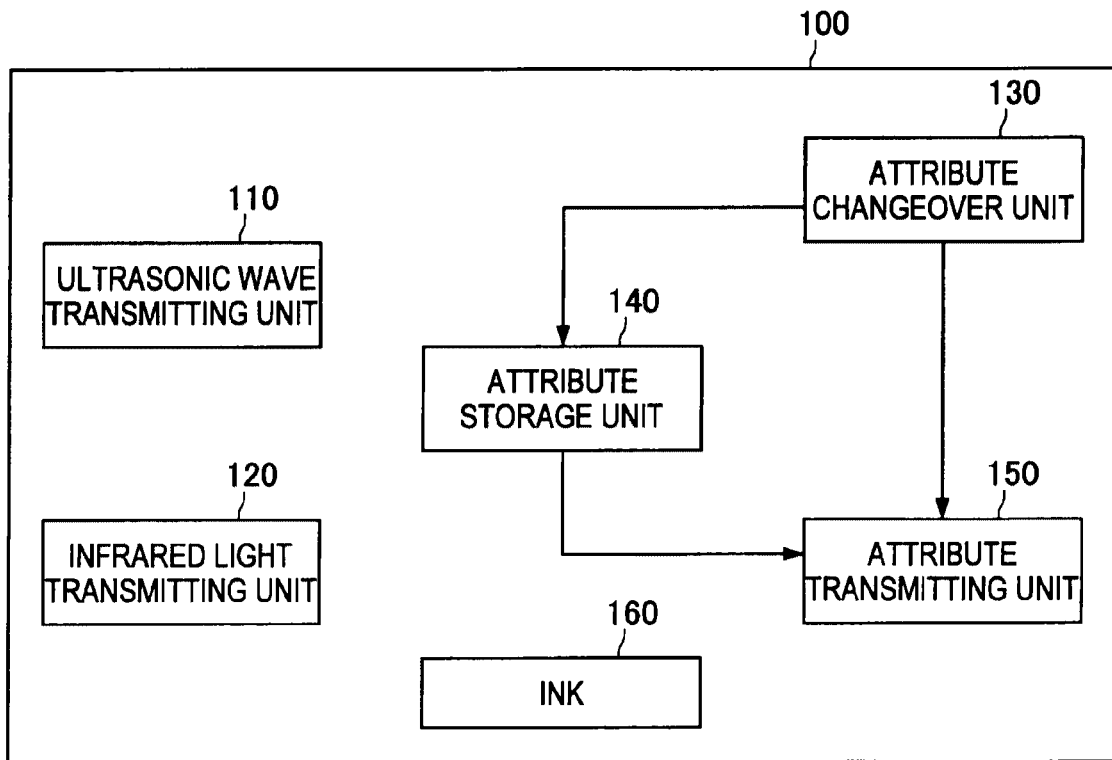 100
130
ATTRIBUTE
CHANGEOVER UNIT
110
ULTRASONIC WAVE
TRANSMITTING UNIT
140
ATTRIBUTE
STORAGE UNIT
120
INFRARED LIGHT
TRANSMITTING UNIT
150
ATTRIBUTE
TRANSMITTING UNIT
160
INK